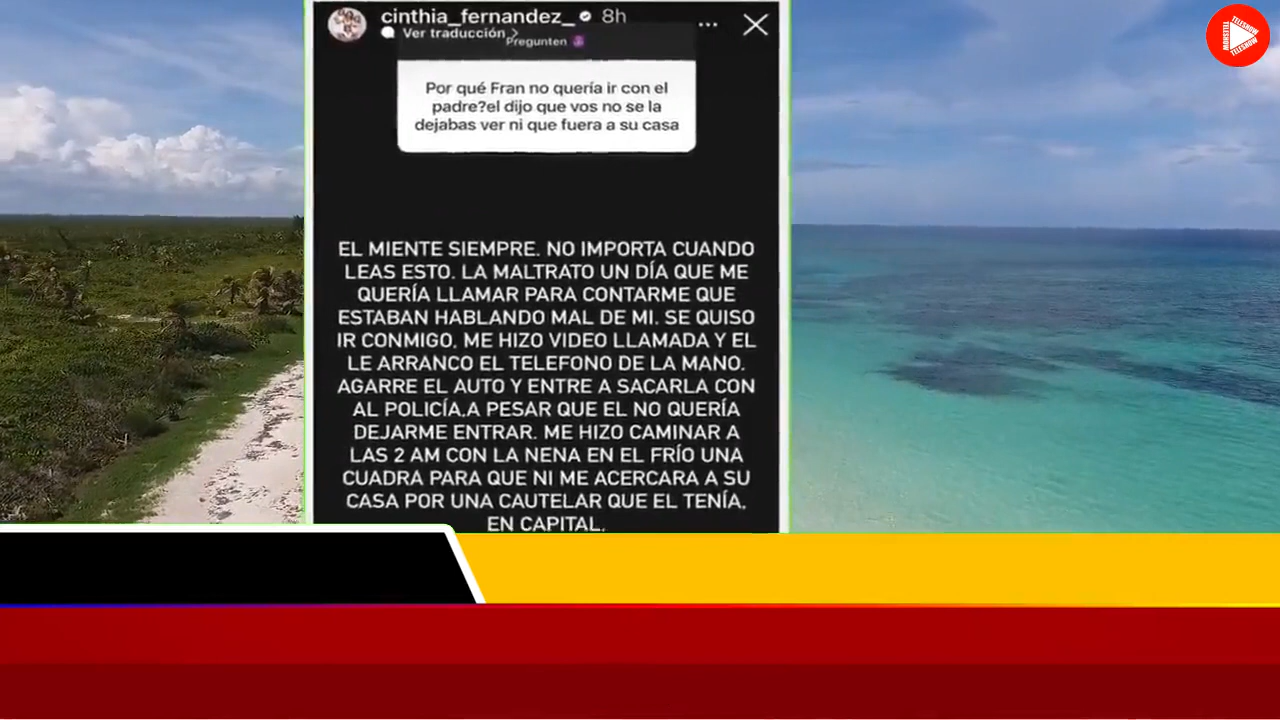 cinthia_fernandez_ 8h
Ver traducción >
Pregunten
Por qué Fran no quería ir con el
padre?el dijo que vos no se la
dejabas ver ni que fuera a su casa
EL MIENTE SIEMPRE. NO IMPORTA CUANDO
LEAS ESTO. LA MALTRATO UN DÍA QUE ME
QUERÍA LLAMAR PARA CONTARME QUE
ESTABAN HABLANDO MAL DE MI. SE QUISO
IR CONMIGO, ME HIZO VIDEO LLAMADA Y EL
LE ARRANCO EL TELEFONO DE LA MANO.
AGARRE EL AUTO Y ENTRE A SACARLA CON
AL POLICÍA,A PESAR QUE EL NO QUERÍA
DEJARME ENTRAR. ME HIZO CAMINAR A
LAS 2 AM CON LA NENA EN EL FRÍO UNA
CUADRA PARA QUE NI ME ACERCARA A SU
CASA POR UNA CAUTELAR QUE EL TENÍA,
EN CAPITAL.
TELESHOW
TELESHOW